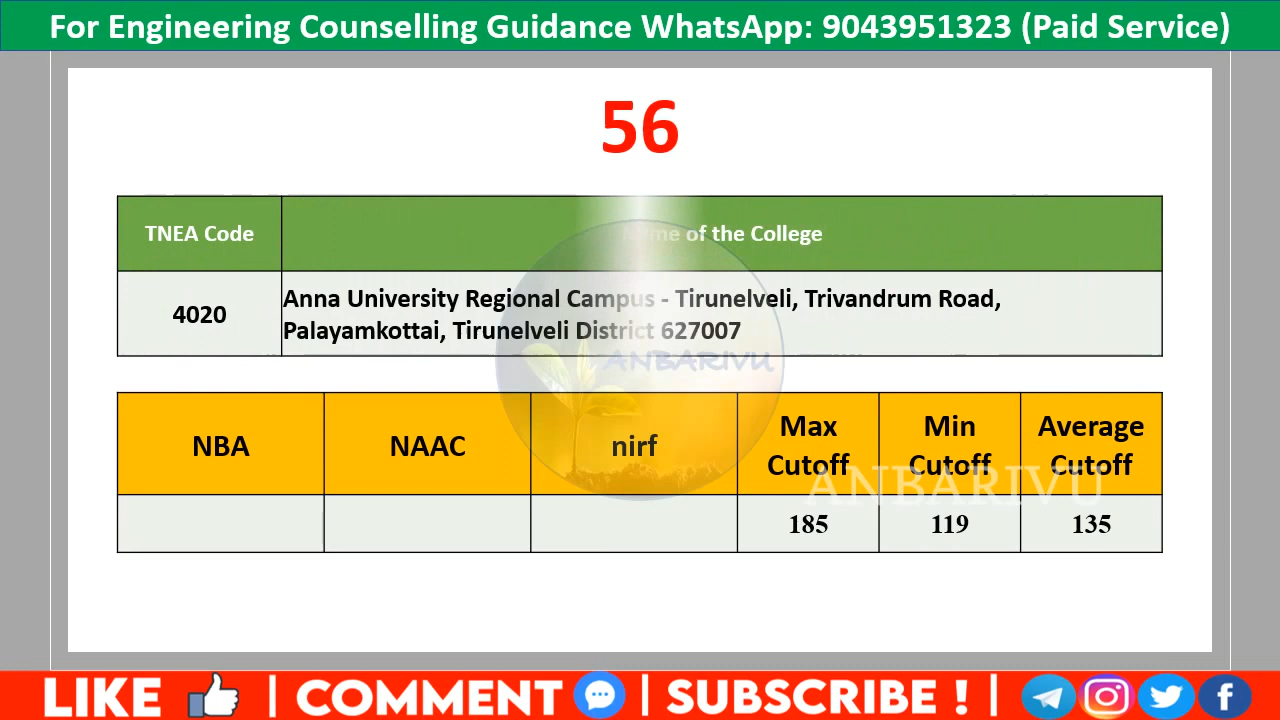 For Engineering Counselling Guidance WhatsApp: 9043951323 (Paid Service)
56
TNEA Code
Name of the College
4020
Anna University Regional Campus - Tirunelveli, Trivandrum Road,
Palayamkottai, Tirunelveli District 627007
ANBARIVU
NBA
NAAC
nirf
Max
Cutoff
Min
Cutoff
Average
Cutoff
ANBARIVU
185
119
135
LIKE | COMMENT | SUBSCRIBE ! |